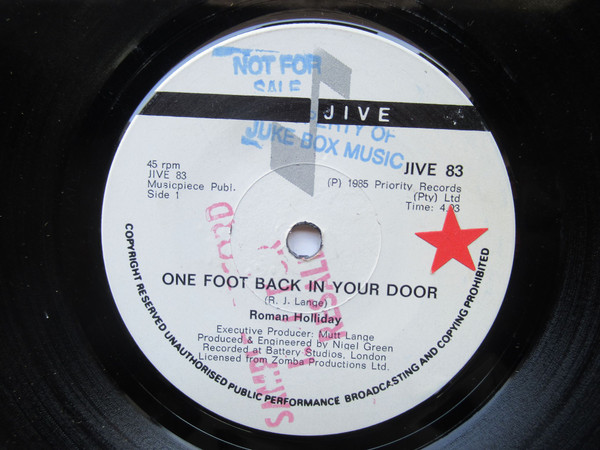 NOT FOR
SALE
PROPERTY OF
JUKE BOX MUSIC
JIVE
45 rpm
JIVE 83
Musicpiece Publ.
Side 1
JIVE 83
(P) 1985 Priority Records
(Pty) Ltd
Time:
ONE FOOT BACK IN YOUR DOOR
(R. J. Lange)
Roman Holliday
Executive Producer: Mutt Lange
Produced & Engineered by Nigel Green
Recorded at Battery Studios, London
Licensed from Zomba Productions Ltd.
COPYRIGHT RESERVED UNAUTHORISED PUBLIC PERFORMANCE BROADCASTING AND COPYING PROHIBITED